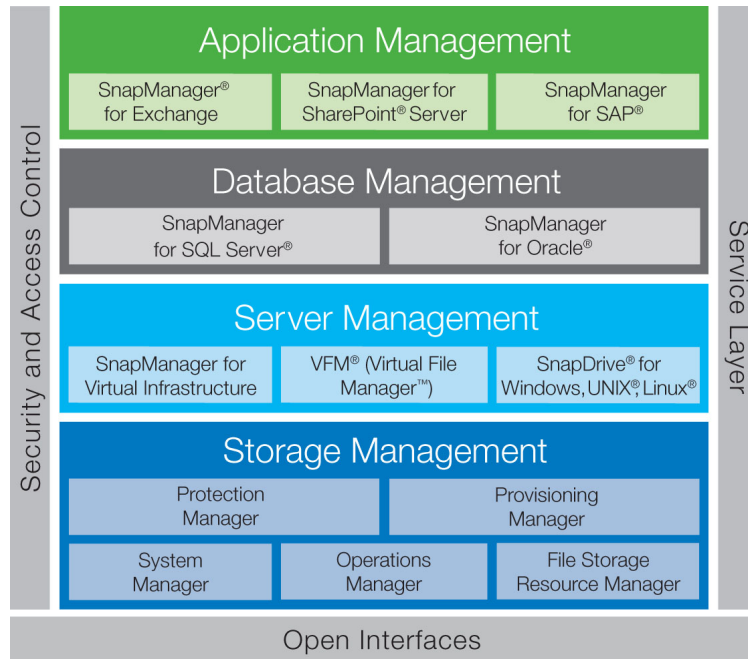 Application Management
SnapManager®
for Exchange
SnapManager for
SharePoint® Server
SnapManager
for SAP®
Database Management
SnapManager
for SQL Server®
SnapManager
for Oracle®
Server Management
SnapManager for
Virtual Infrastructure
VFM® (Virtual File
Manager™)
SnapDrive® for
Windows, UNIX®, Linux®
Storage Management
Protection
Manager
Provisioning
Manager
System
Manager
Operations
Manager
File Storage
Resource Manager
Security and Access Control
Service Layer
Open Interfaces